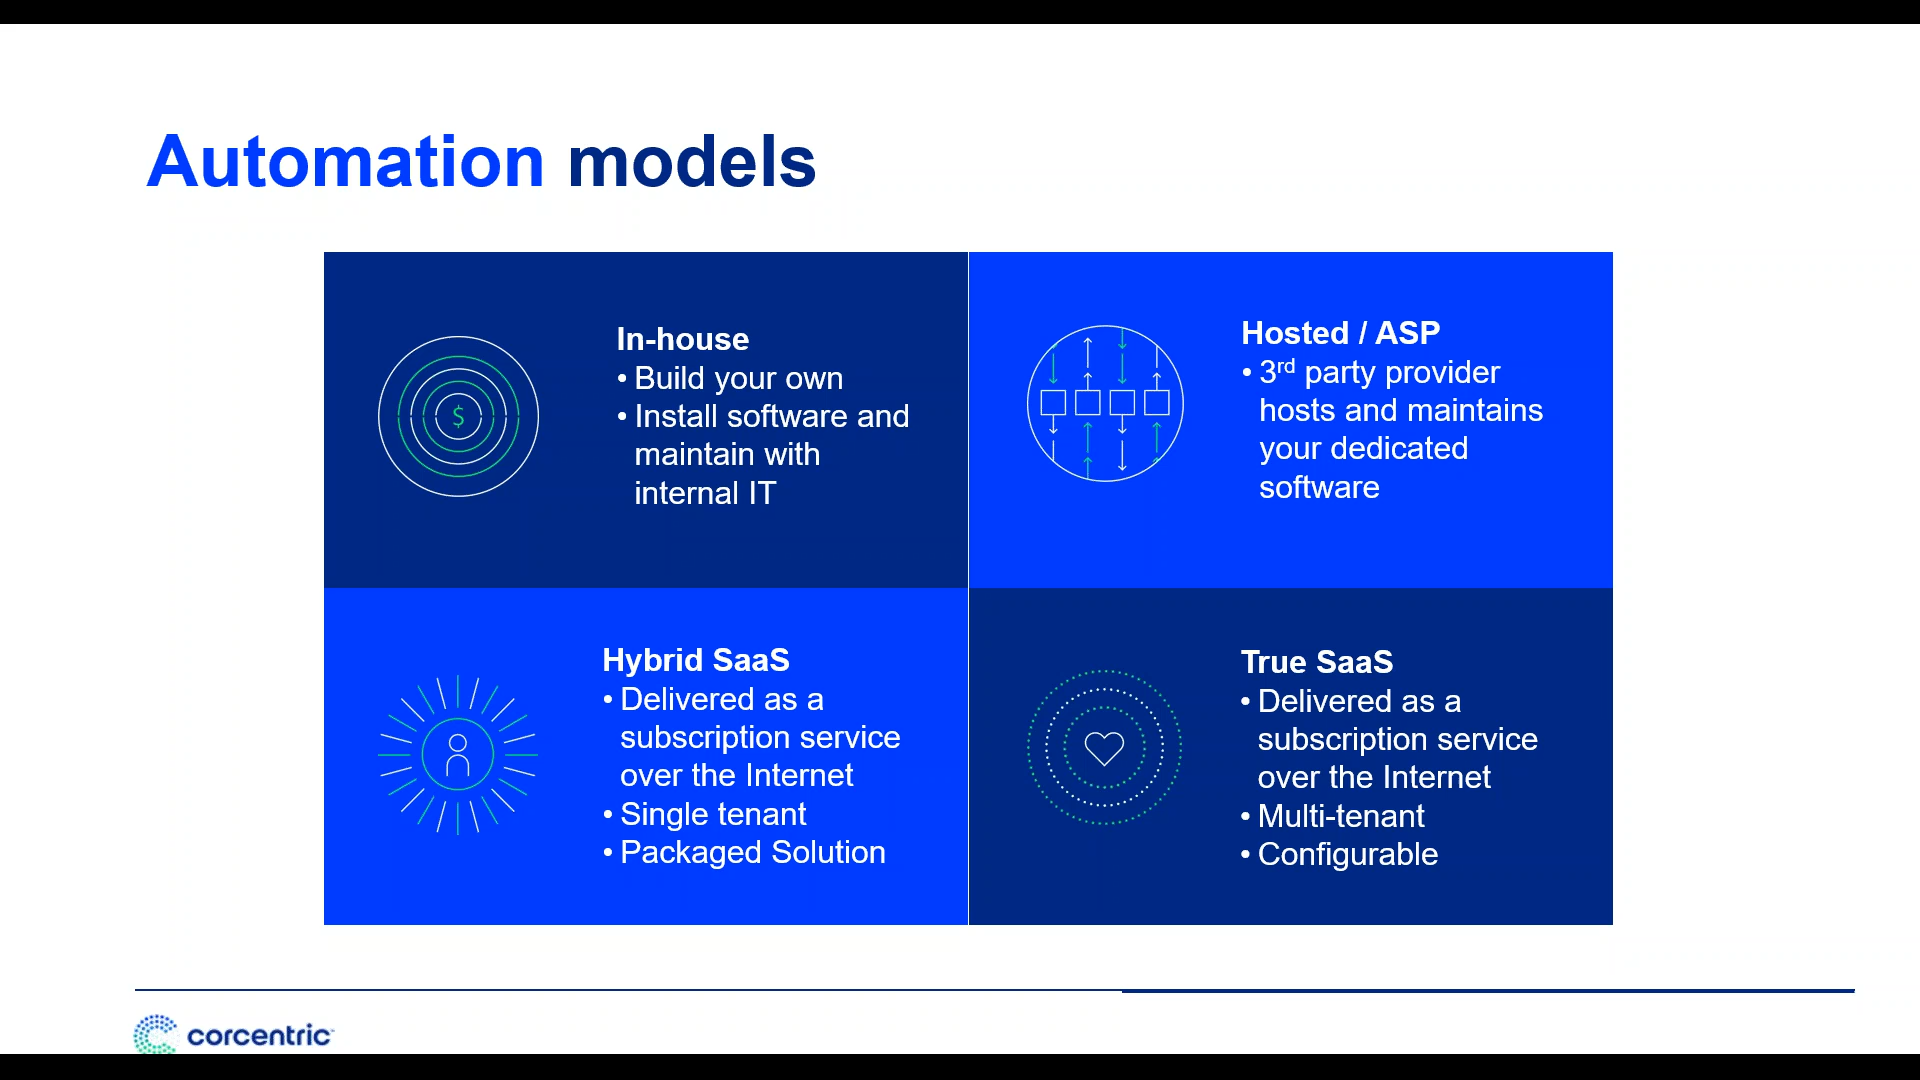 Automation models
In-house
• Build your own
• Install software and
maintain with
internal IT
Hosted / ASP
• 3rd party provider
hosts and maintains
your dedicated
software
Hybrid SaaS
• Delivered as a
subscription service
over the Internet
• Single tenant
• Packaged Solution
True SaaS
• Delivered as a
subscription service
over the Internet
• Multi-tenant
• Configurable
$
corcentric